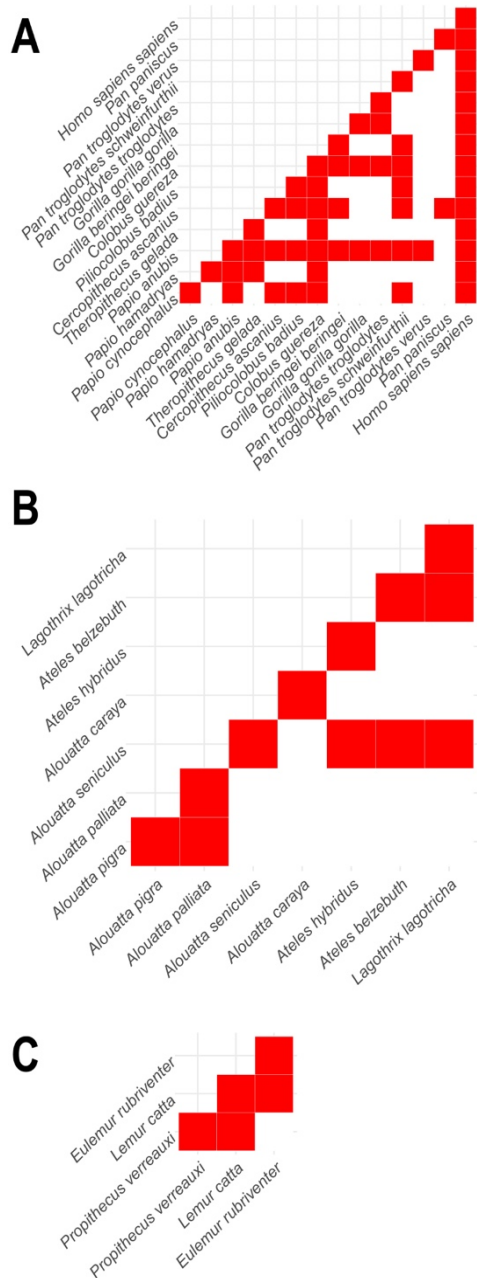 A
Homo sapiens sapiens
Pan paniscus
Pan troglodytes verus
Pan troglodytes schweinfurthii
Pan troglodytes troglodytes
Gorilla gorilla gorilla
Gorilla beringei beringei
Colobus guereza
Piliocolobus badius
Cercopithecus ascanius
Theropithecus gelada
Papio anubis
Papio hamadryas
Papio cynocephalus
Papio cynocephalus
Papio hamadryas
Papio anubis
Theropithecus gelada
Cercopithecus ascanius
Piliocolobus badius
Colobus guereza
Gorilla beringei beringei
Gorilla gorilla gorilla
Pan troglodytes troglodytes
Pan troglodytes schweinfurthii
Pan troglodytes verus
Pan paniscus
Homo sapiens sapiens
B
Lagothrix lagotricha
Ateles belzebuth
Ateles hybridus
Alouatta caraya
Alouatta seniculus
Alouatta palliata
Alouatta pigra
Alouatta pigra
Alouatta palliata
Alouatta seniculus
Alouatta caraya
Ateles hybridus
Ateles belzebuth
Lagothrix lagotricha
C
Eulemur rubriventer
Lemur catta
Propithecus verreauxi
Propithecus verreauxi
Lemur catta
Eulemur rubriventer